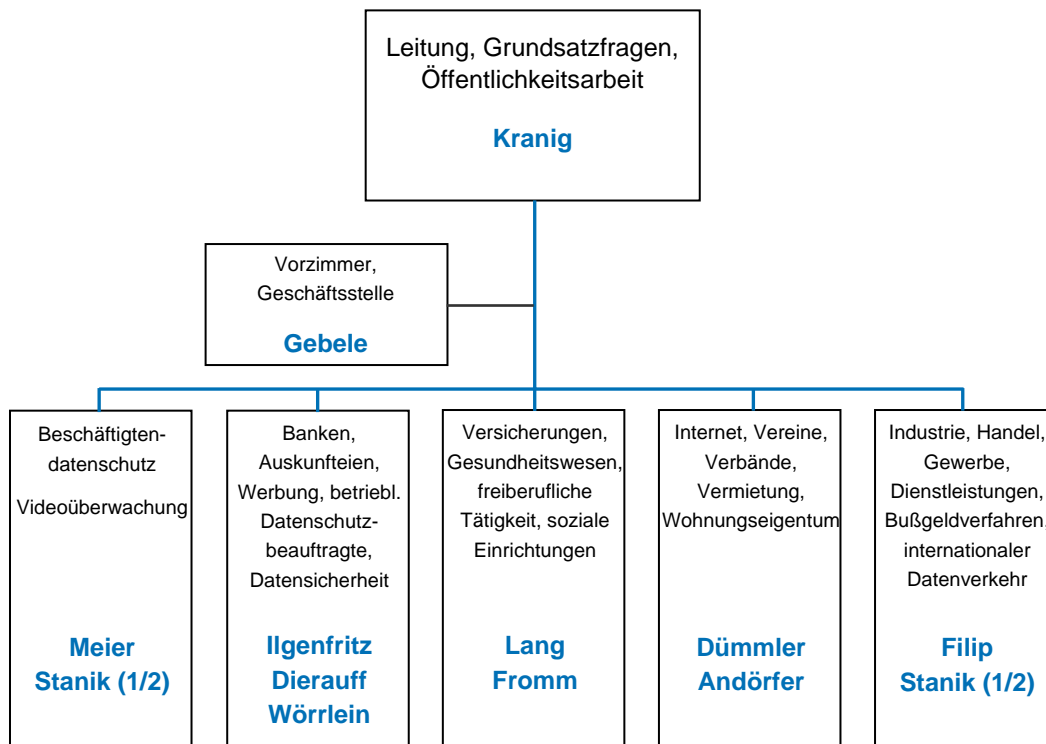 Leitung, Grundsatzfragen,
Öffentlichkeitsarbeit
Kranig
Vorzimmer,
Geschäftsstelle
Gebele
Beschäftigten-
datenschutz
Videoüberwachung
Meier
Stanik (1/2)
Banken,
Auskunfteien,
Werbung, betriebl.
Datenschutz-
beauftragte,
Datensicherheit
Ilgenfritz
Dierauff
Wörrlein
Versicherungen,
Gesundheitswesen,
freiberufliche
Tätigkeit, soziale
Einrichtungen
Lang
Fromm
Internet, Vereine,
Verbände,
Vermietung,
Wohnungseigentum
Dümmler
Andörfer
Industrie, Handel,
Gewerbe,
Dienstleistungen,
Bußgeldverfahren,
internationaler
Datenverkehr
Filip
Stanik (1/2)